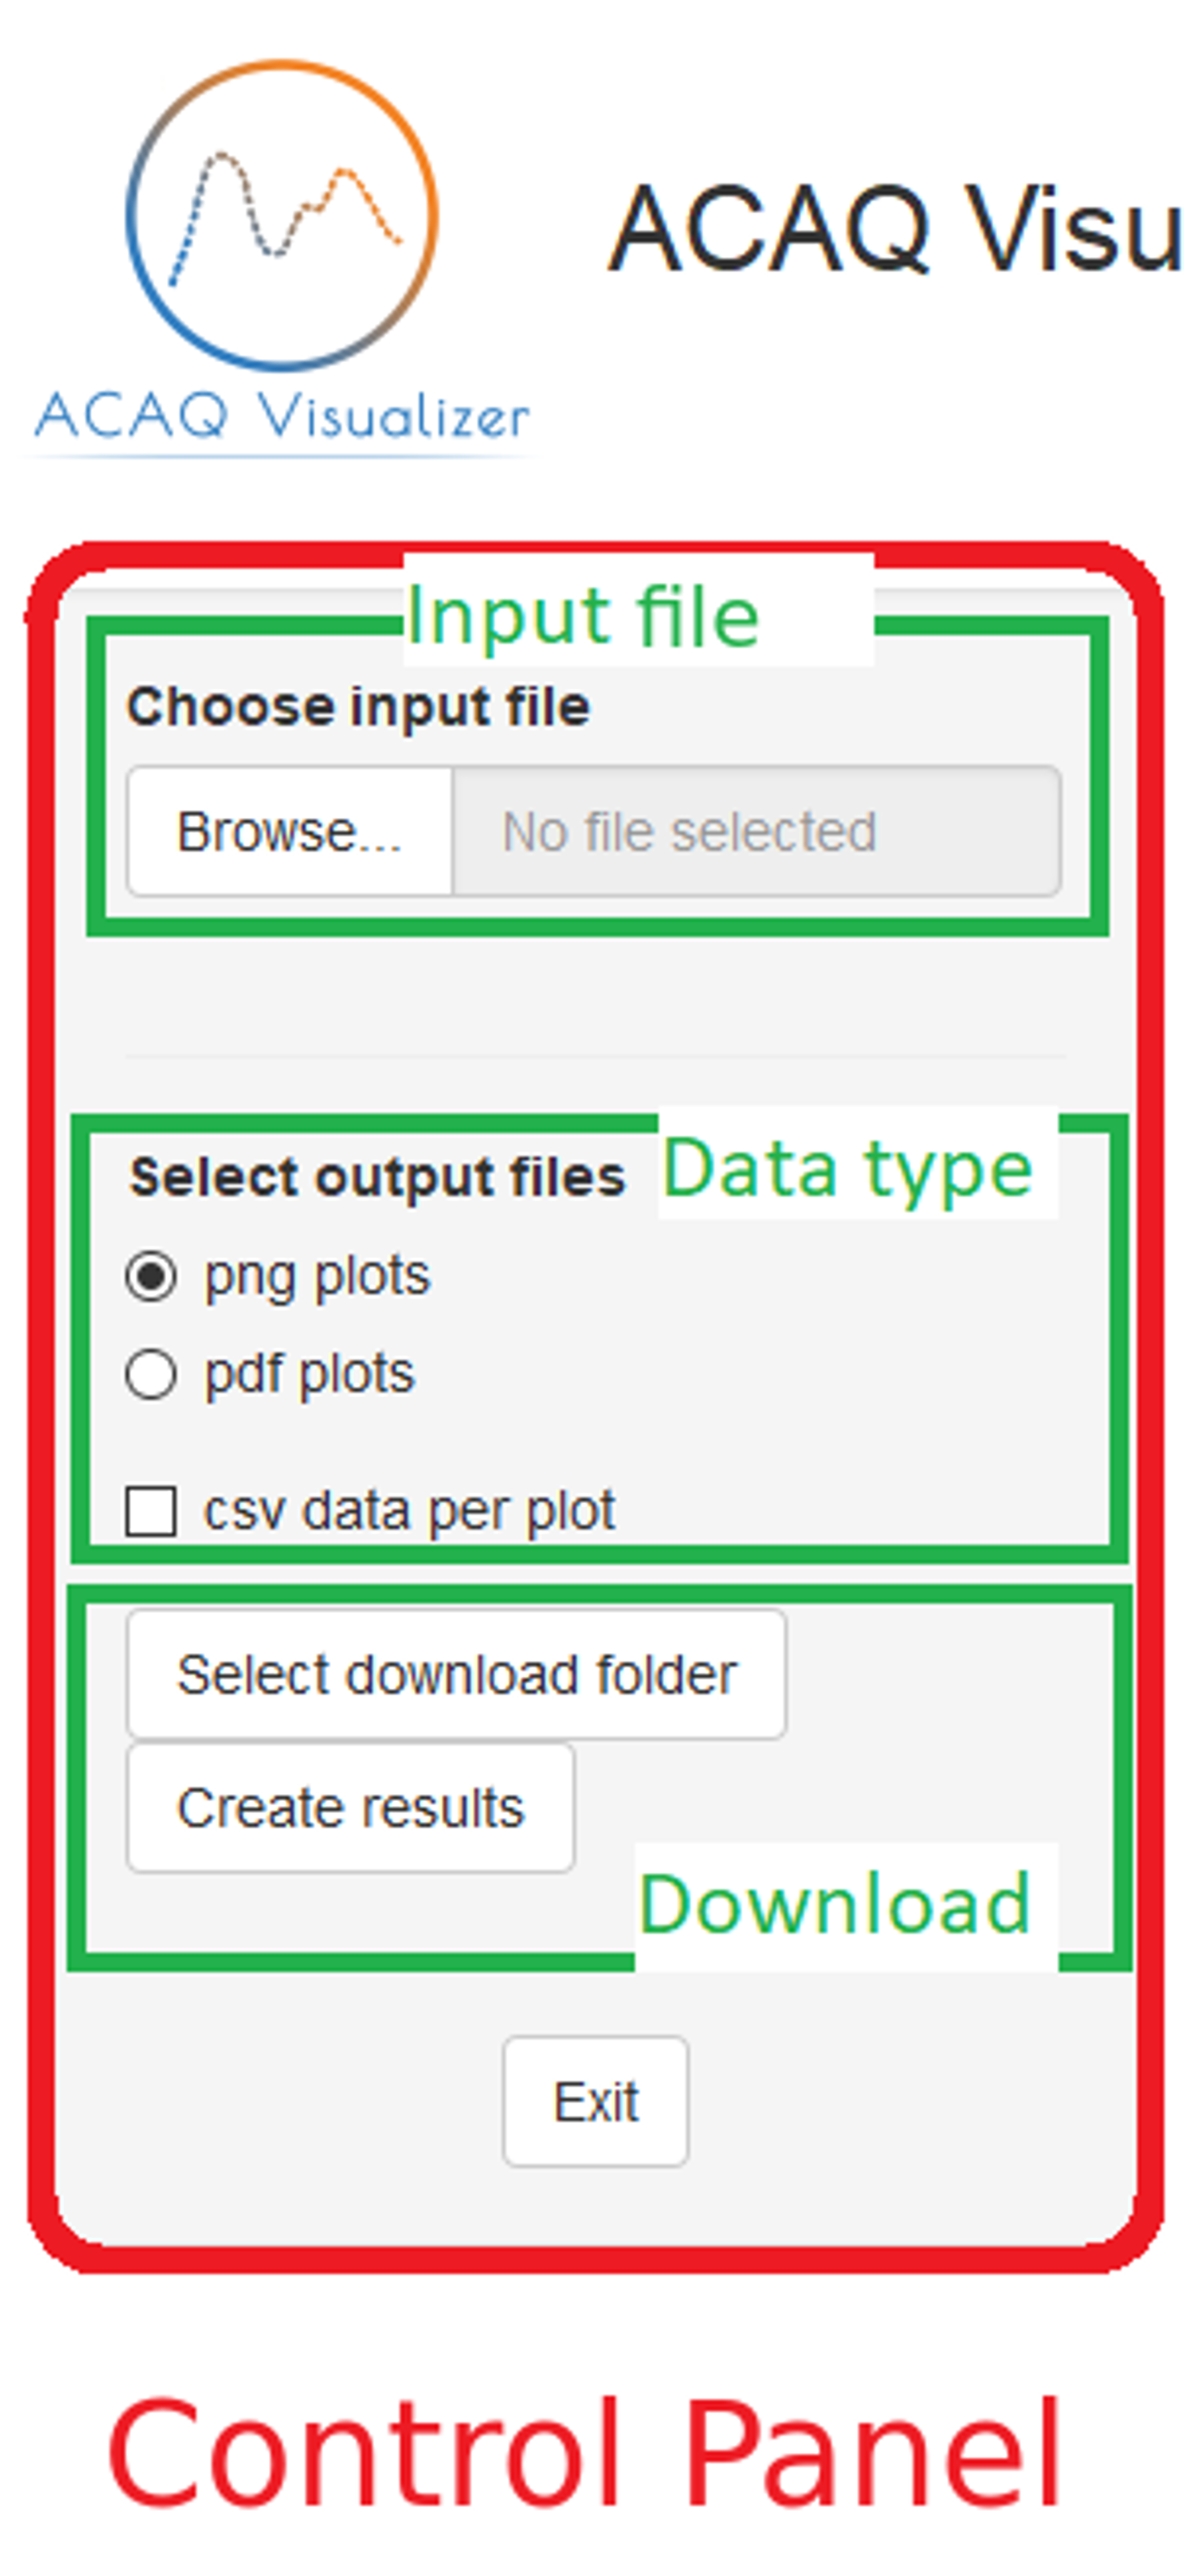 ACAQ Visu
ACAQ Visualizer
Input file
Choose input file
Browse... No file selected
Data type
Select output files
png plots
pdf plots
csv data per plot
Select download folder
Create results
Download
Exit
Control Panel